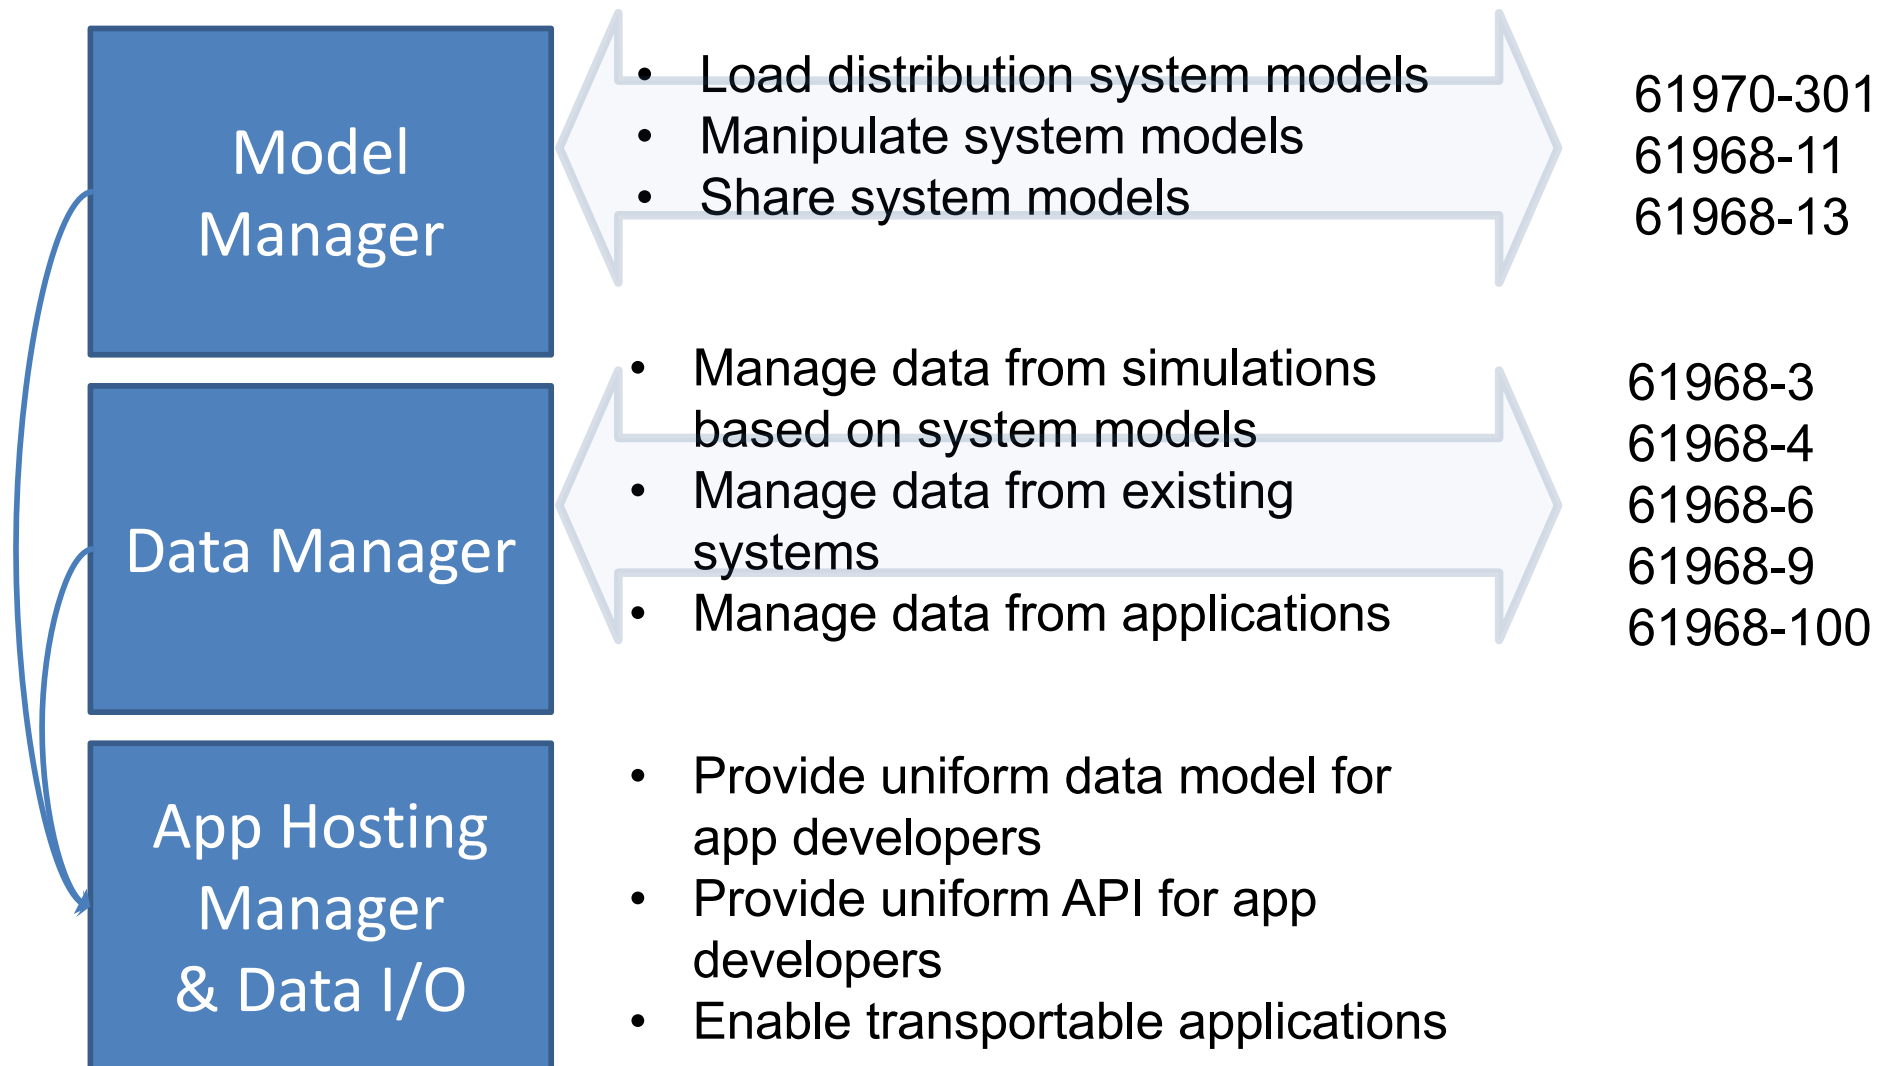 Model
Manager
• Load distribution system models
• Manipulate system models
• Share system models
61970-301
61968-11
61968-13
Data Manager
• Manage data from simulations
based on system models
• Manage data from existing
systems
• Manage data from applications
61968-3
61968-4
61968-6
61968-9
61968-100
App Hosting
Manager
& Data I/O
• Provide uniform data model for
app developers
• Provide uniform API for app
developers
• Enable transportable applications